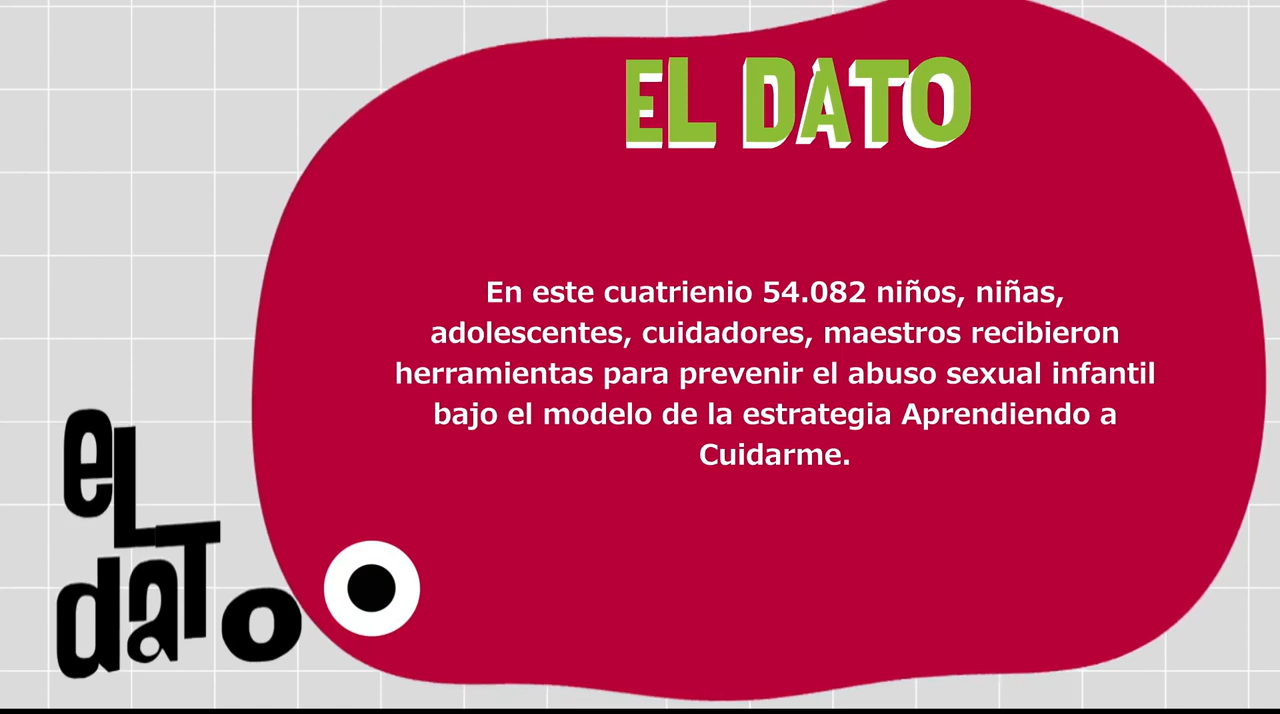 EL DATO
En este cuatrienio 54.082 niños, niñas,
adolescentes, cuidadores, maestros recibieron
herramientas para prevenir el abuso sexual infantil
bajo el modelo de la estrategia Aprendiendo a
Cuidarme.
eL
daTo